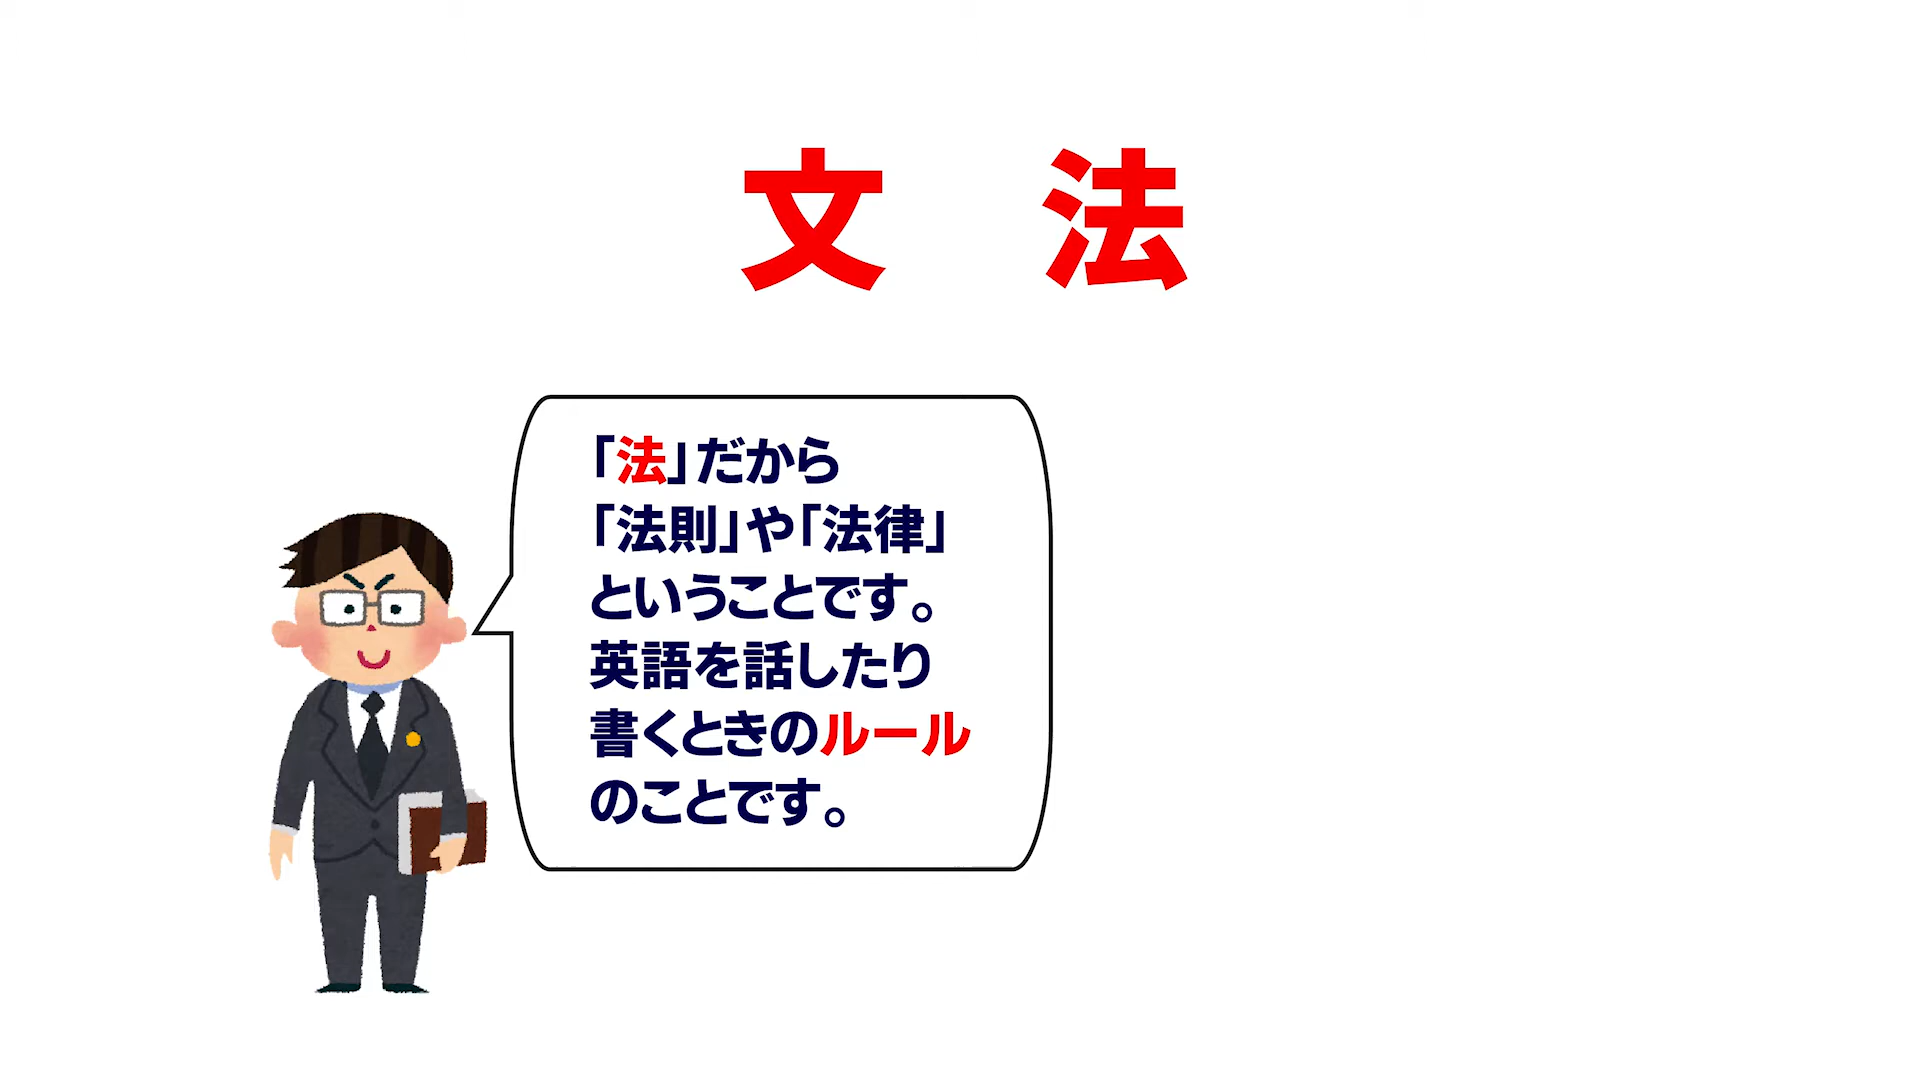 文 法
「法」だから
「法則」や「法律」
ということです。
英語を話したり
書くときのルール
のことです。